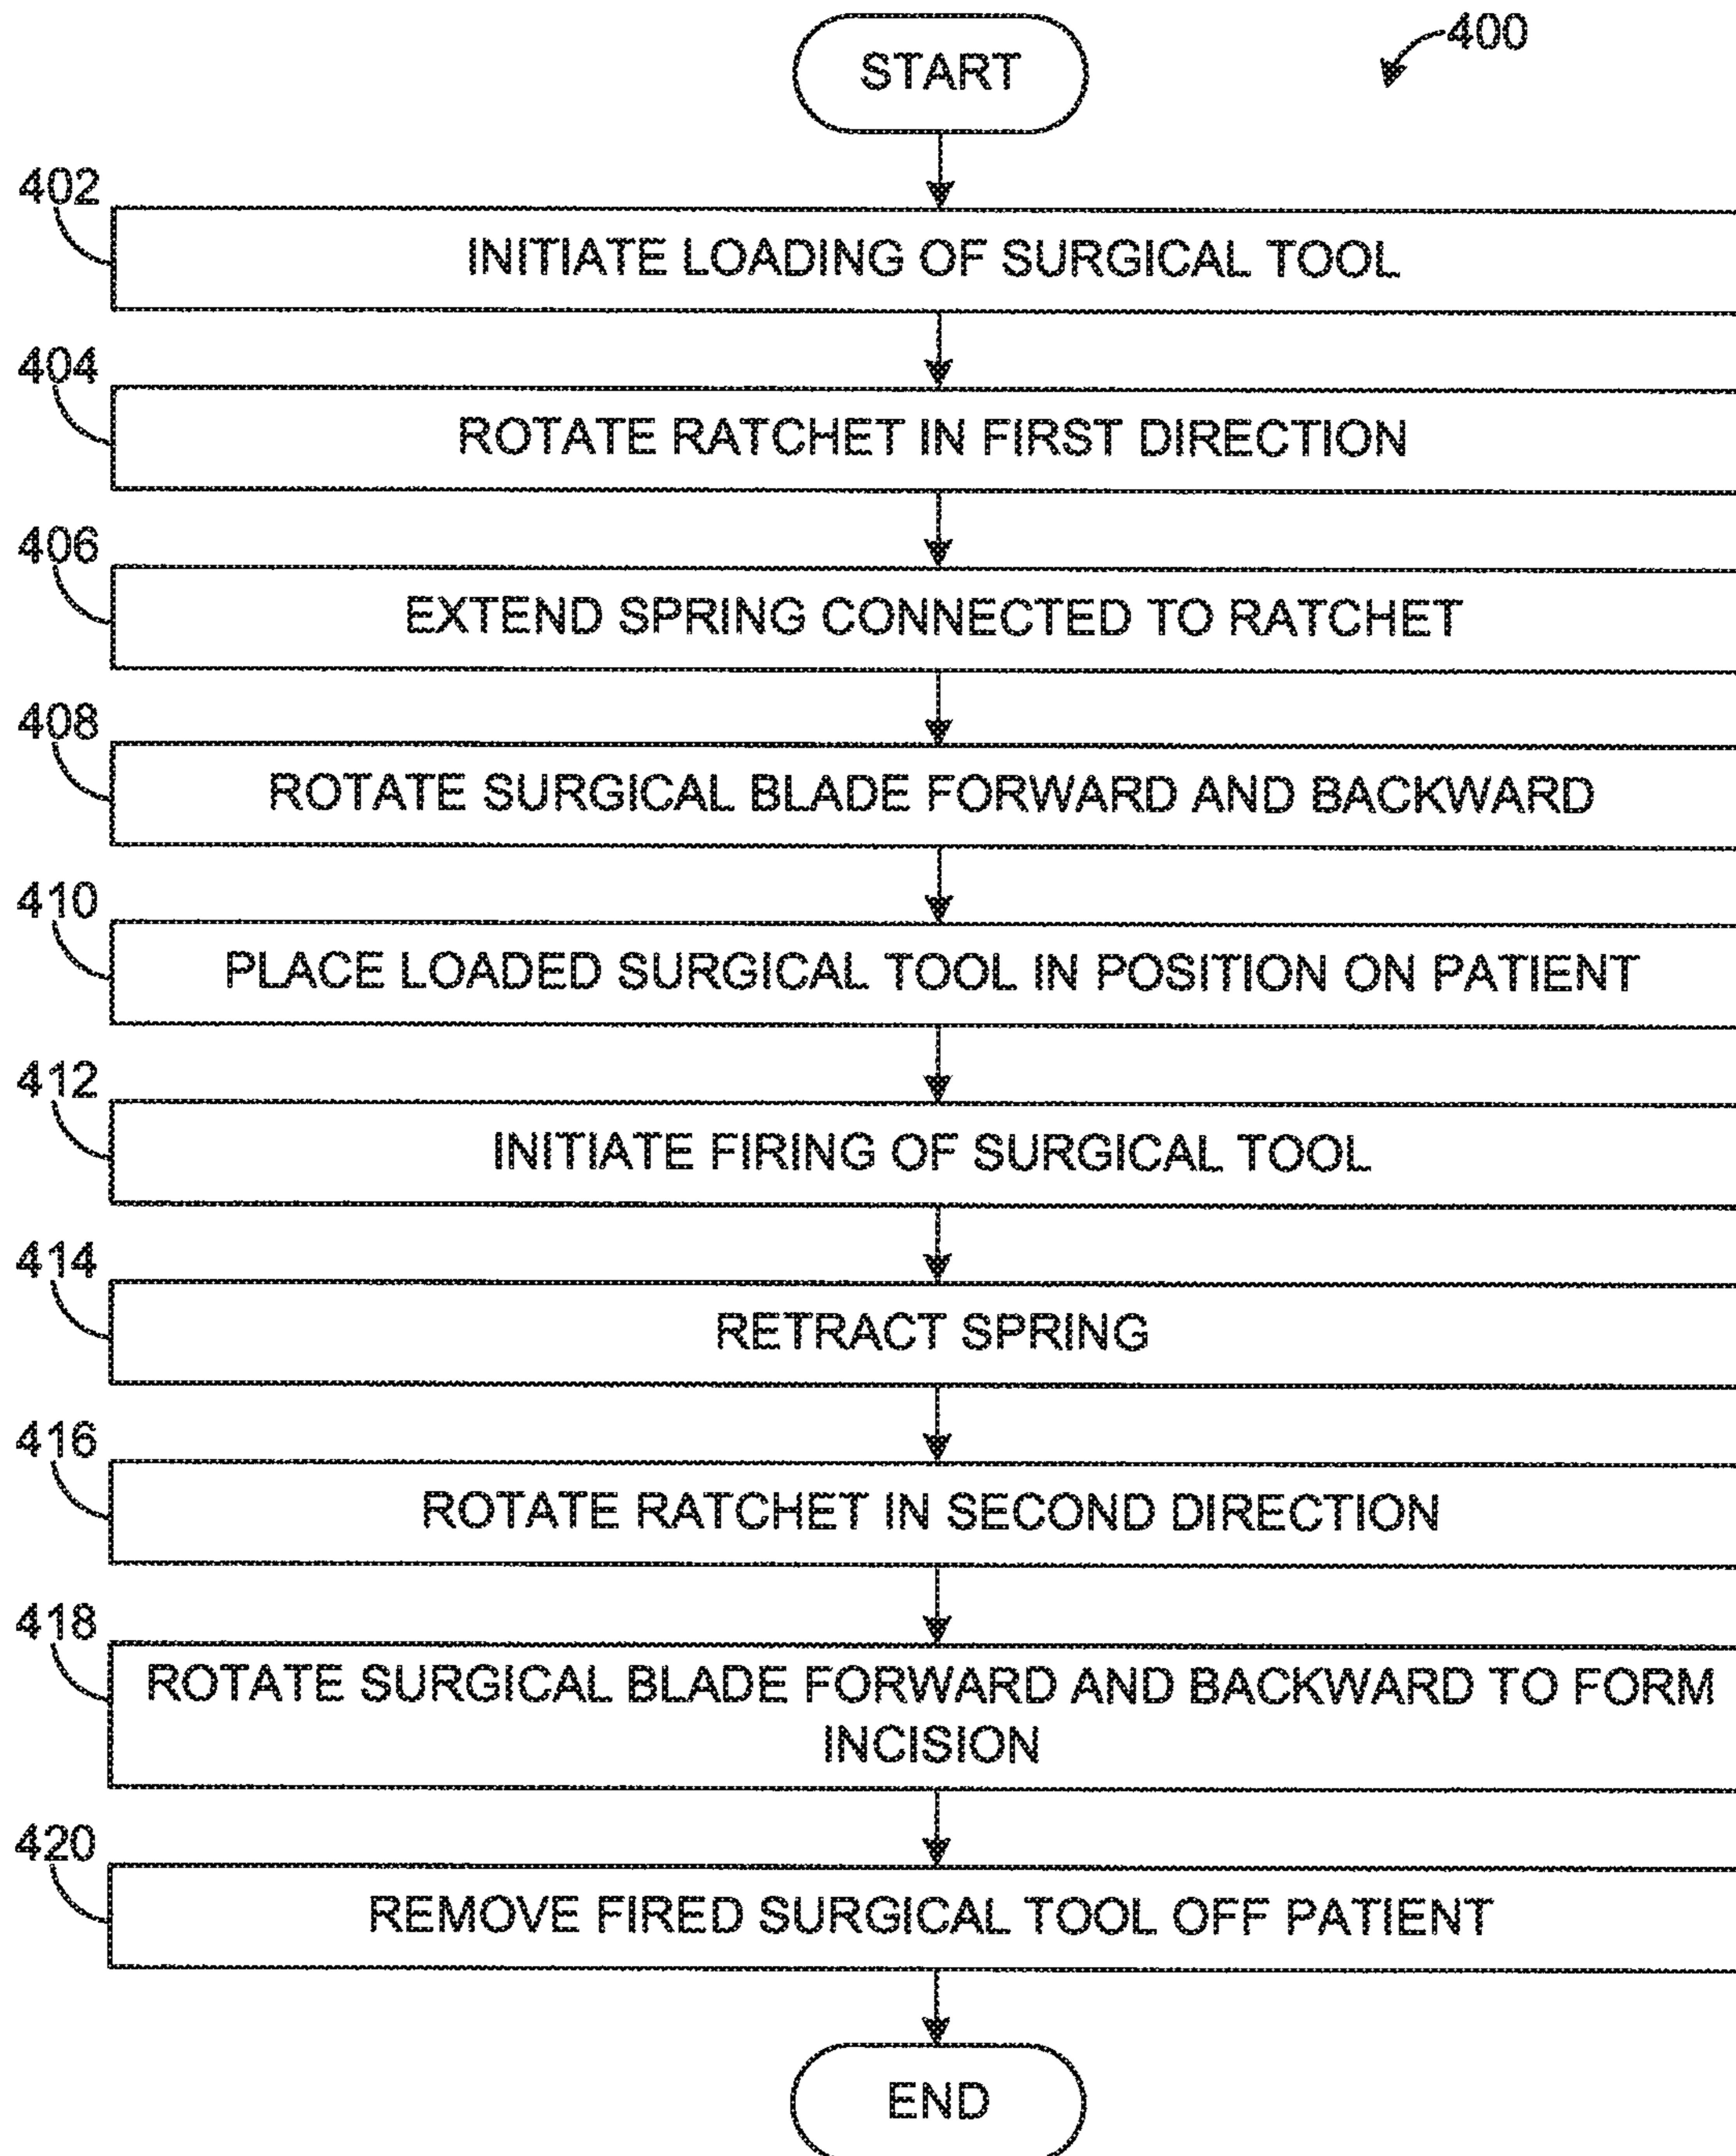 START
400
402
INITIATE LOADING OF SURGICAL TOOL
404
ROTATE RATCHET IN FIRST DIRECTION
406
EXTEND SPRING CONNECTED TO RATCHET
408
ROTATE SURGICAL BLADE FORWARD AND BACKWARD
410
PLACE LOADED SURGICAL TOOL IN POSITION ON PATIENT
412
INITIATE FIRING OF SURGICAL TOOL
414
RETRACT SPRING
416
ROTATE RATCHET IN SECOND DIRECTION
418
ROTATE SURGICAL BLADE FORWARD AND BACKWARD TO FORM
INCISION
420
REMOVE FIRED SURGICAL TOOL OFF PATIENT
END